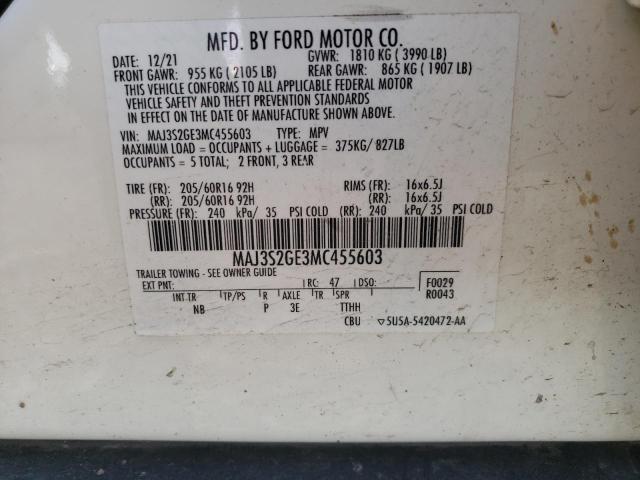 MFD. BY FORD MOTOR CO.
DATE: 12/21 GVWR: 1810 KG ( 3990 LB)
FRONT GAWR: 955 KG ( 2105 LB) REAR GAWR: 865 KG ( 1907 LB)
THIS VEHICLE CONFORMS TO ALL APPLICABLE FEDERAL MOTOR
VEHICLE SAFETY AND THEFT PREVENTION STANDARDS
IN EFFECT ON THE DATE OF MANUFACTURE SHOWN ABOVE.
VIN: MAJ3S2GE3MC455603 TYPE: MPV
MAXIMUM LOAD = OCCUPANTS + LUGGAGE = 375KG/ 827LB
OCCUPANTS = 5 TOTAL; 2 FRONT, 3 REAR
TIRE (FR): 205/60R16 92H RIMS (FR): 16x6.5J
(RR): 205/60R16 92H (RR): 16x6.5J
PRESSURE (FR): 240 kPa/ 35 PSI COLD (RR): 240 kPa/ 35 PSI COLD
MAJ3S2GE3MC455603
TRAILER TOWING - SEE OWNER GUIDE
EXT PNT: RC: 47 DSO: F0029
R0043
INT TR TP/PS R AXLE TR SPR
NB P 3E TTHH
CBU ▽5U5A-5420472-AA